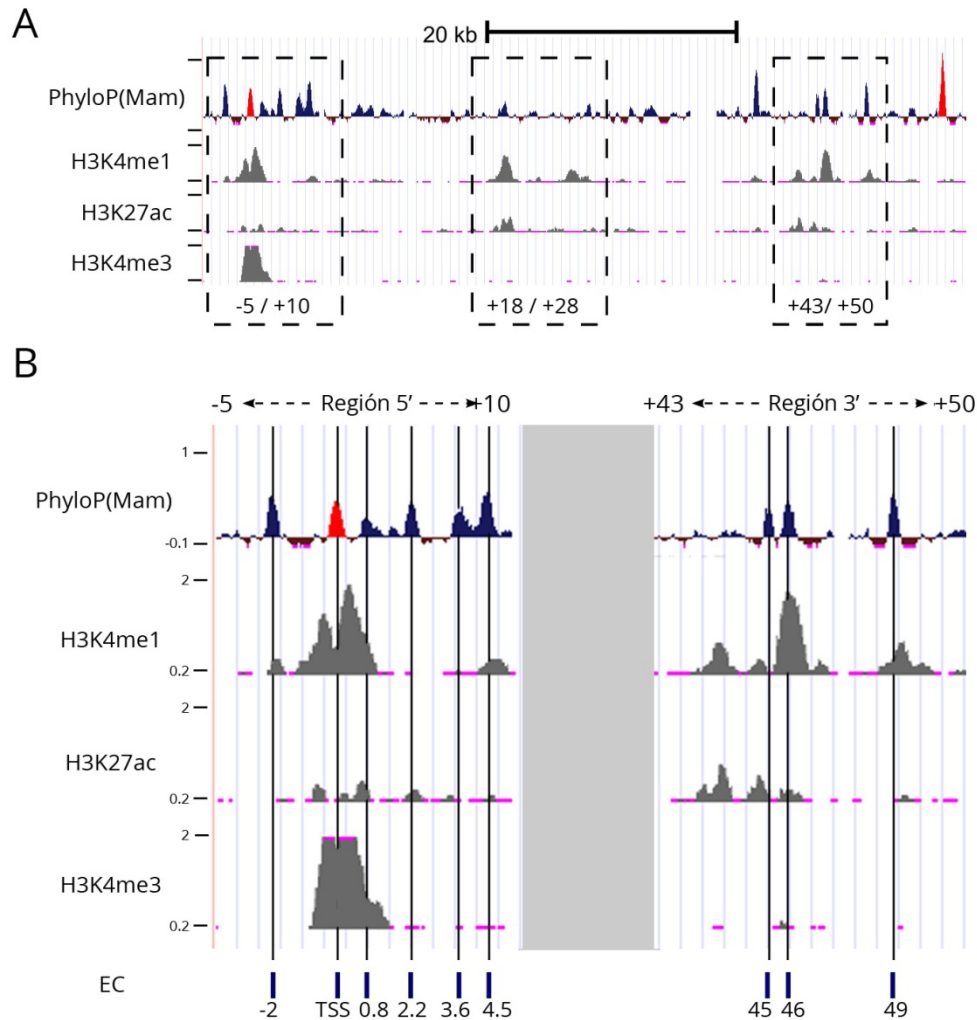 A
20 kb
PhyloP(Mam)
H3K4me1
H3K27ac
H3K4me3
-5 / +10
+18 / +28
+43/ +50
B
-5 Región 5’ +10
+43 Región 3’ +50
1
PhyloP(Mam)
-0.1
2
H3K4me1
0.2
2
H3K27ac
0.2
2
H3K4me3
0.2
EC
-2 TSS 0.8 2.2 3.6 4.5 45 46 49